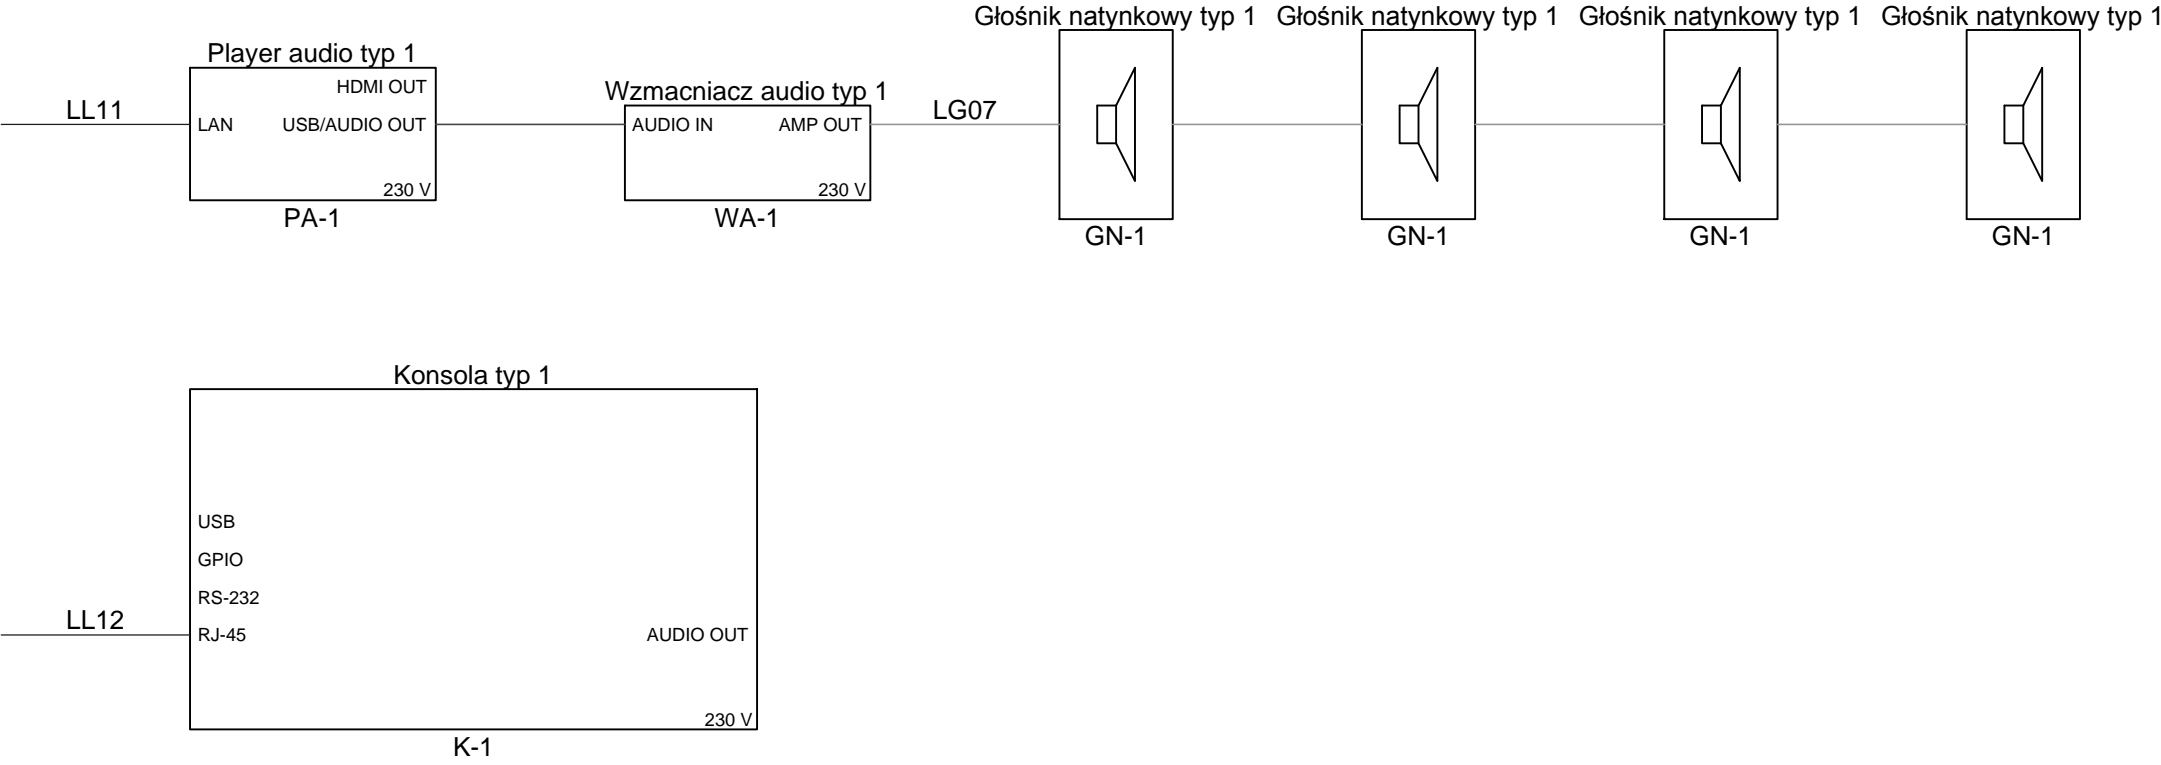 Głośnik natynkowy typ 1 Głośnik natynkowy typ 1 Głośnik natynkowy typ 1 Głośnik natynkowy typ 1
Player audio typ 1
HDMI OUT
Wzmacniacz audio typ 1
LL11
LG07
LAN USB/AUDIO OUT
AUDIO IN AMP OUT
230 V
230 V
PA-1
WA-1
GN-1 GN-1 GN-1 GN-1
Konsola typ 1
USB
GPIO
RS-232
LL12
RJ-45 AUDIO OUT
230 V
K-1